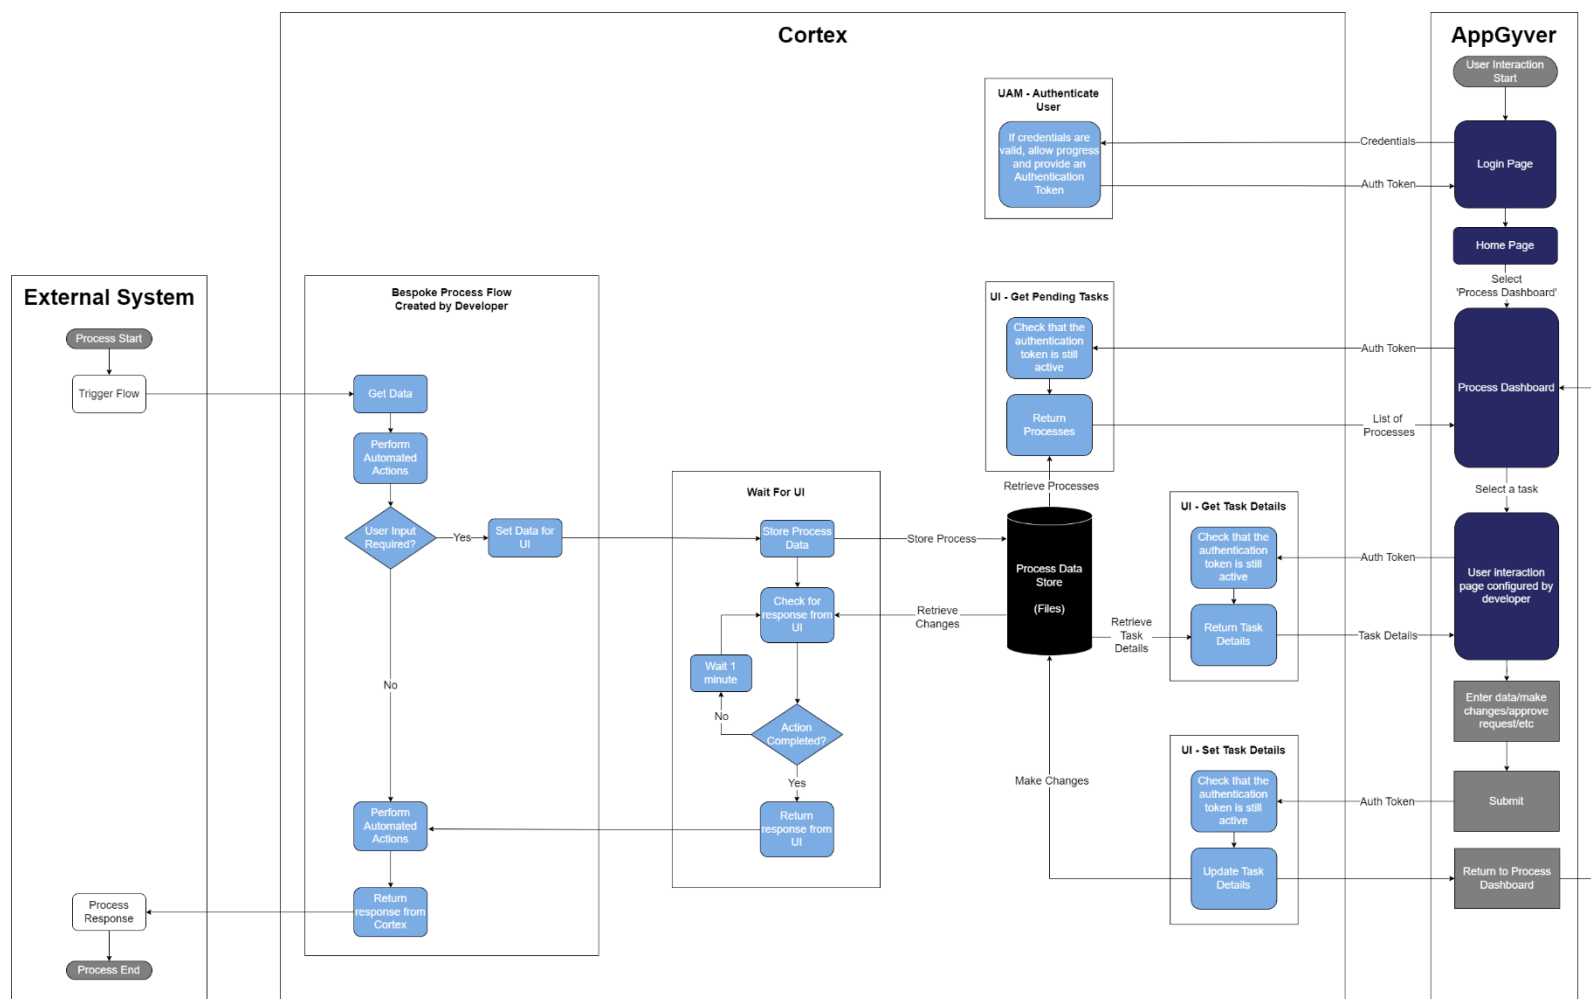 Cortex
AppGyver
User Interaction
Start
UAM - Authenticate
User
If credentials are
valid, allow progress
and provide an
Authentication
Token
Credentials
Auth Token
Login Page
Home Page
Select
'Process Dashboard'
External System
Process Start
Trigger Flow
Bespoke Process Flow
Created by Developer
Get Data
Perform
Automated
Actions
User Input
Required?
Yes
Set Data for
UI
No
Perform
Automated
Actions
Return
response from
Cortex
Process
Response
Process End
Wait For UI
Store Process
Data
Store Process
Check for
response from
UI
Retrieve
Changes
Wait 1
minute
No
Action
Completed?
Yes
Return
response from
UI
UI - Get Pending Tasks
Check that the
authentication
token is still
active
Auth Token
Return
Processes
List of
Processes
Process Dashboard
Retrieve Processes
Process Data
Store
(Files)
Select a task
UI - Get Task Details
Check that the
authentication
token is still
active
Auth Token
User interaction
page configured by
developer
Retrieve
Task
Details
Return Task
Details
Task Details
Enter data/make
changes/approve
request/etc
UI - Set Task Details
Check that the
authentication
token is still
active
Auth Token
Submit
Make Changes
Update Task
Details
Return to Process
Dashboard